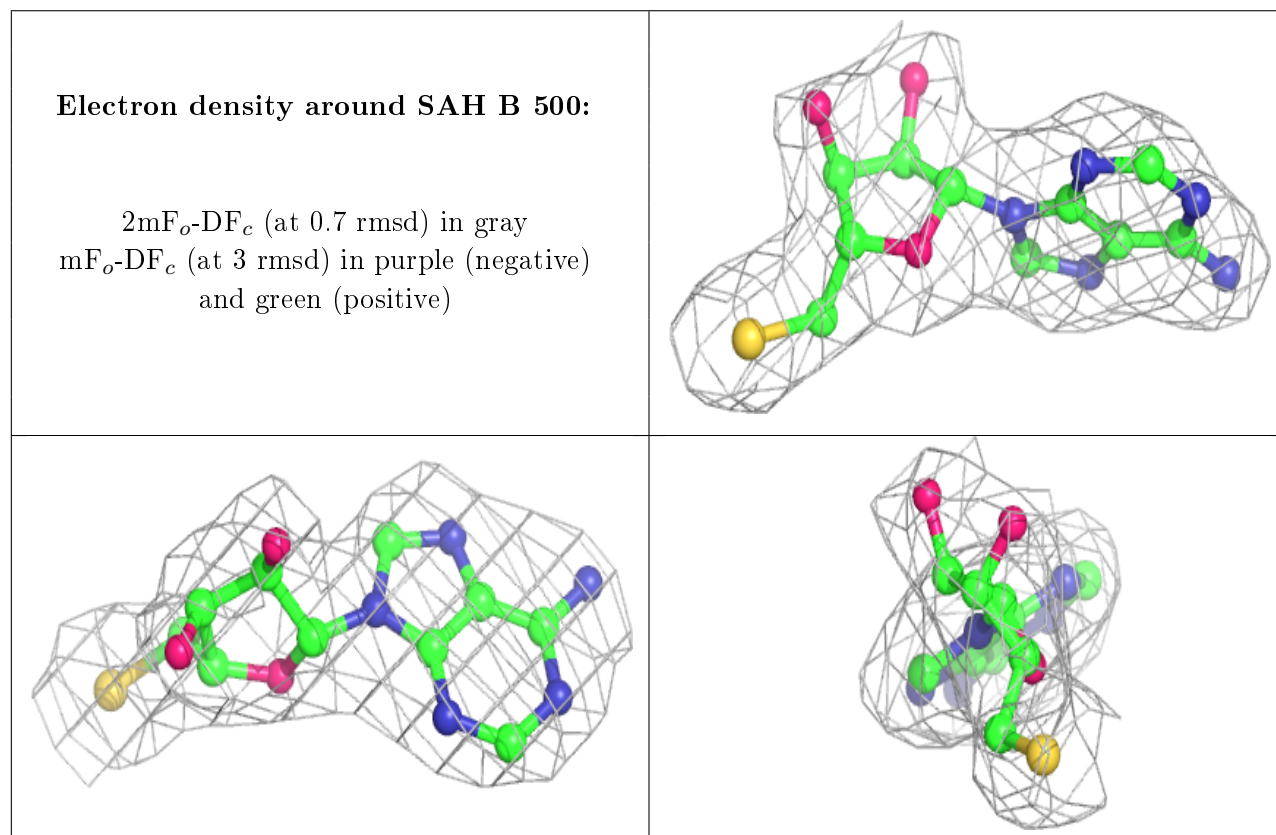 Electron density around SAH B 500:
2mFₒ-DF𝑐 (at 0.7 rmsd) in gray
mFₒ-DF𝑐 (at 3 rmsd) in purple (negative)
and green (positive)